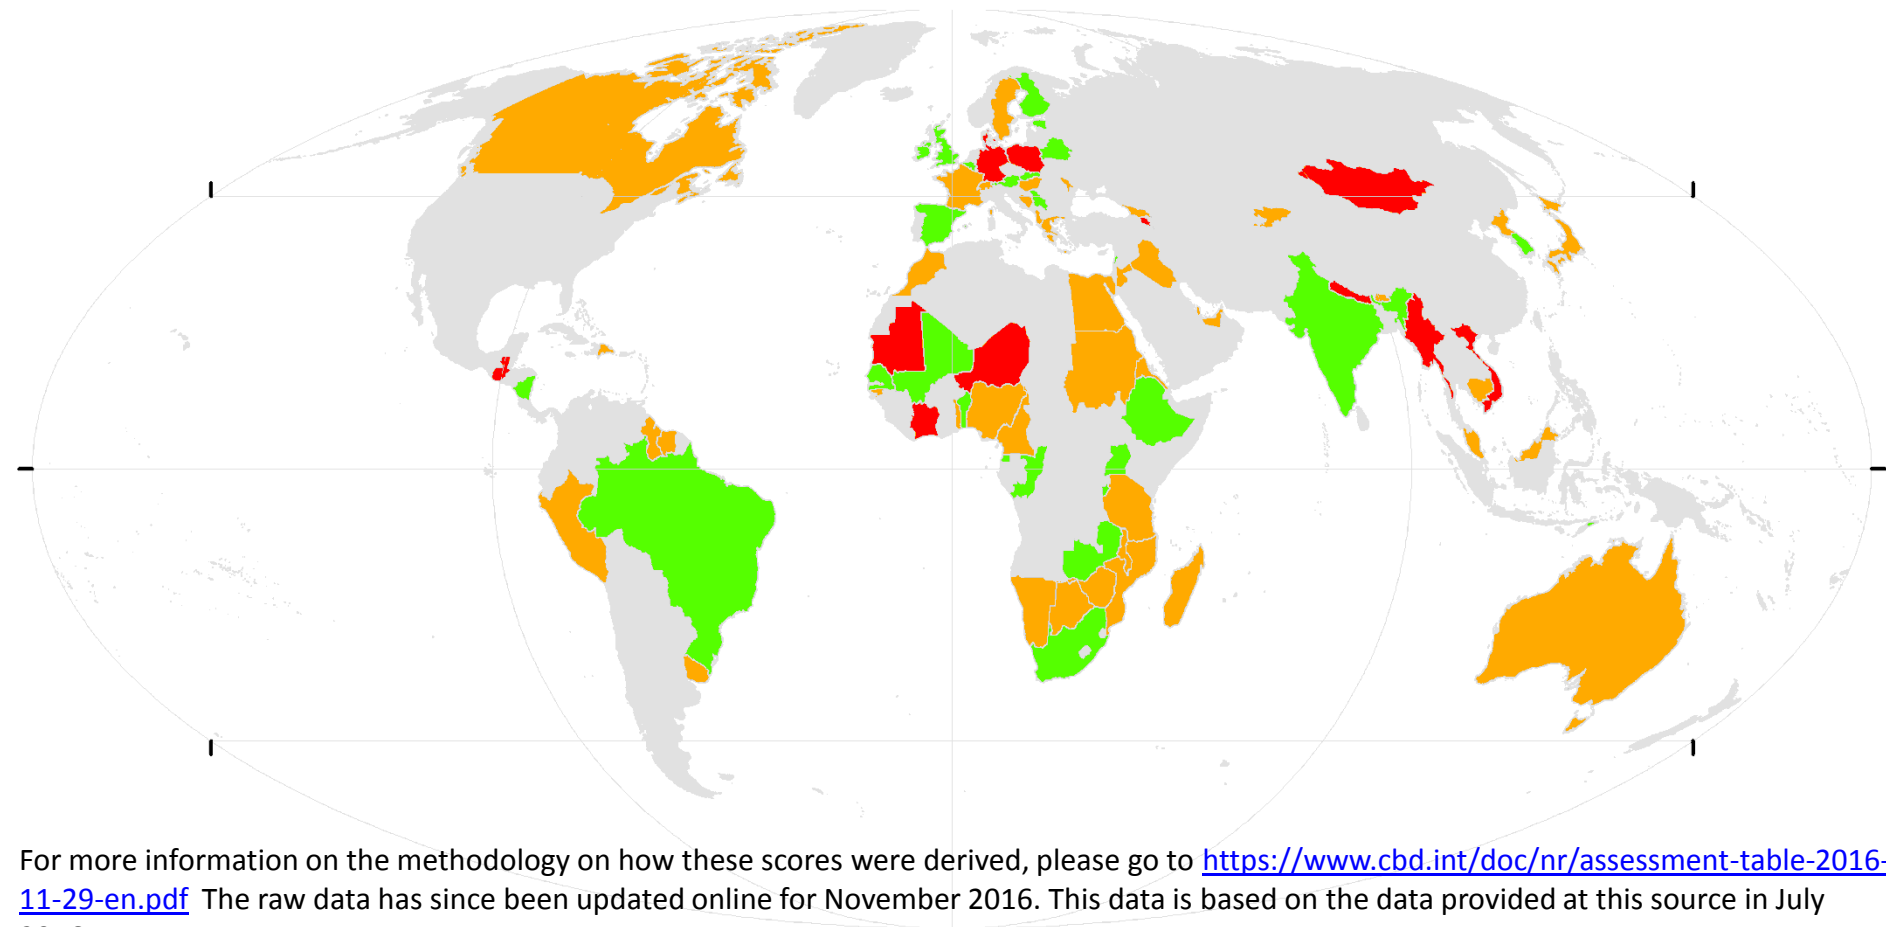 For more information on the methodology on how these scores were derived, please go to https://www.cbd.int/doc/nr/assessment-table-2016-
11-29-en.pdf The raw data has since been updated online for November 2016. This data is based on the data provided at this source in July